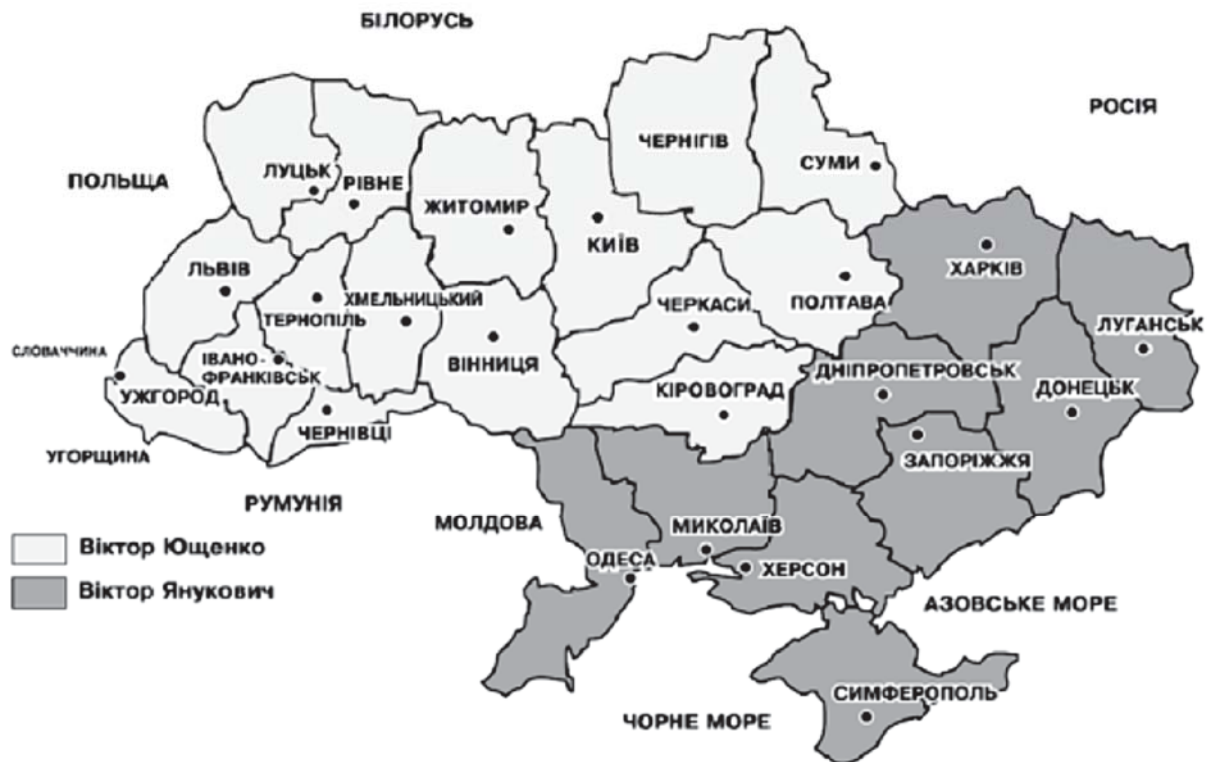 БІЛОРУСЬ
РОСІЯ
ПОЛЬЩА
ЧЕРНІГІВ
СУМИ
ЛУЦЬК
РІВНЕ
ЖИТОМИР
КИЇВ
ХАРКІВ
ЛЬВІВ
ТЕРНОПІЛЬ
ХМЕЛЬНИЦЬКИЙ
ЧЕРКАСИ
ПОЛТАВА
ЛУГАНСЬК
СЛОВАЧЧИНА
ІВАНО-
ФРАНКІВСЬК
ВІННИЦЯ
ДНІПРОПЕТРОВСЬК
ДОНЕЦЬК
УЖГОРОД
КІРОВОГРАД
ЧЕРНІВЦІ
УГОРЩИНА
ЗАПОРІЖЖЯ
РУМУНІЯ
МОЛДОВА
МИКОЛАЇВ
Віктор Ющенко
ОДЕСА
ХЕРСОН
Віктор Янукович
АЗОВСЬКЕ МОРЕ
СИМФЕРОПОЛЬ
ЧОРНЕ МОРЕ